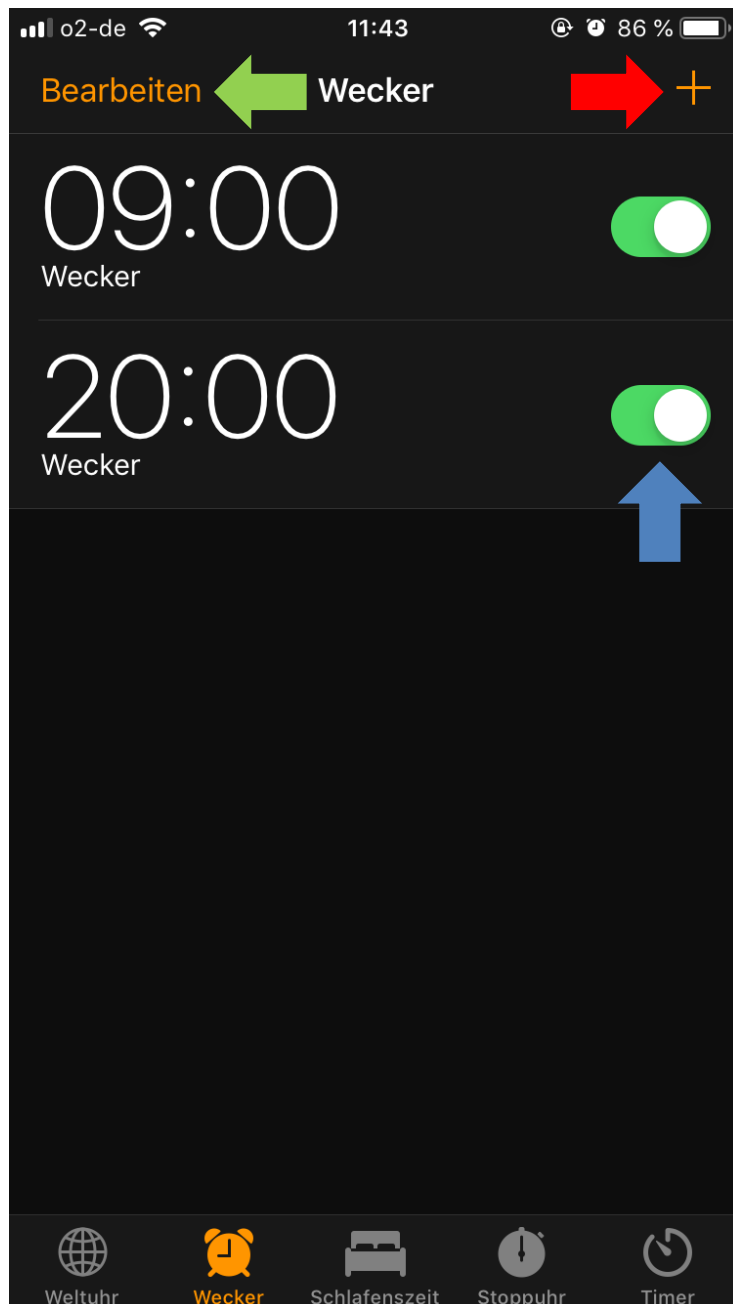 o2-de 11:43 86 %
Bearbeiten Wecker
09:00
Wecker
20:00
Wecker
Weltuhr Wecker Schlafenszeit Stoppuhr Timer